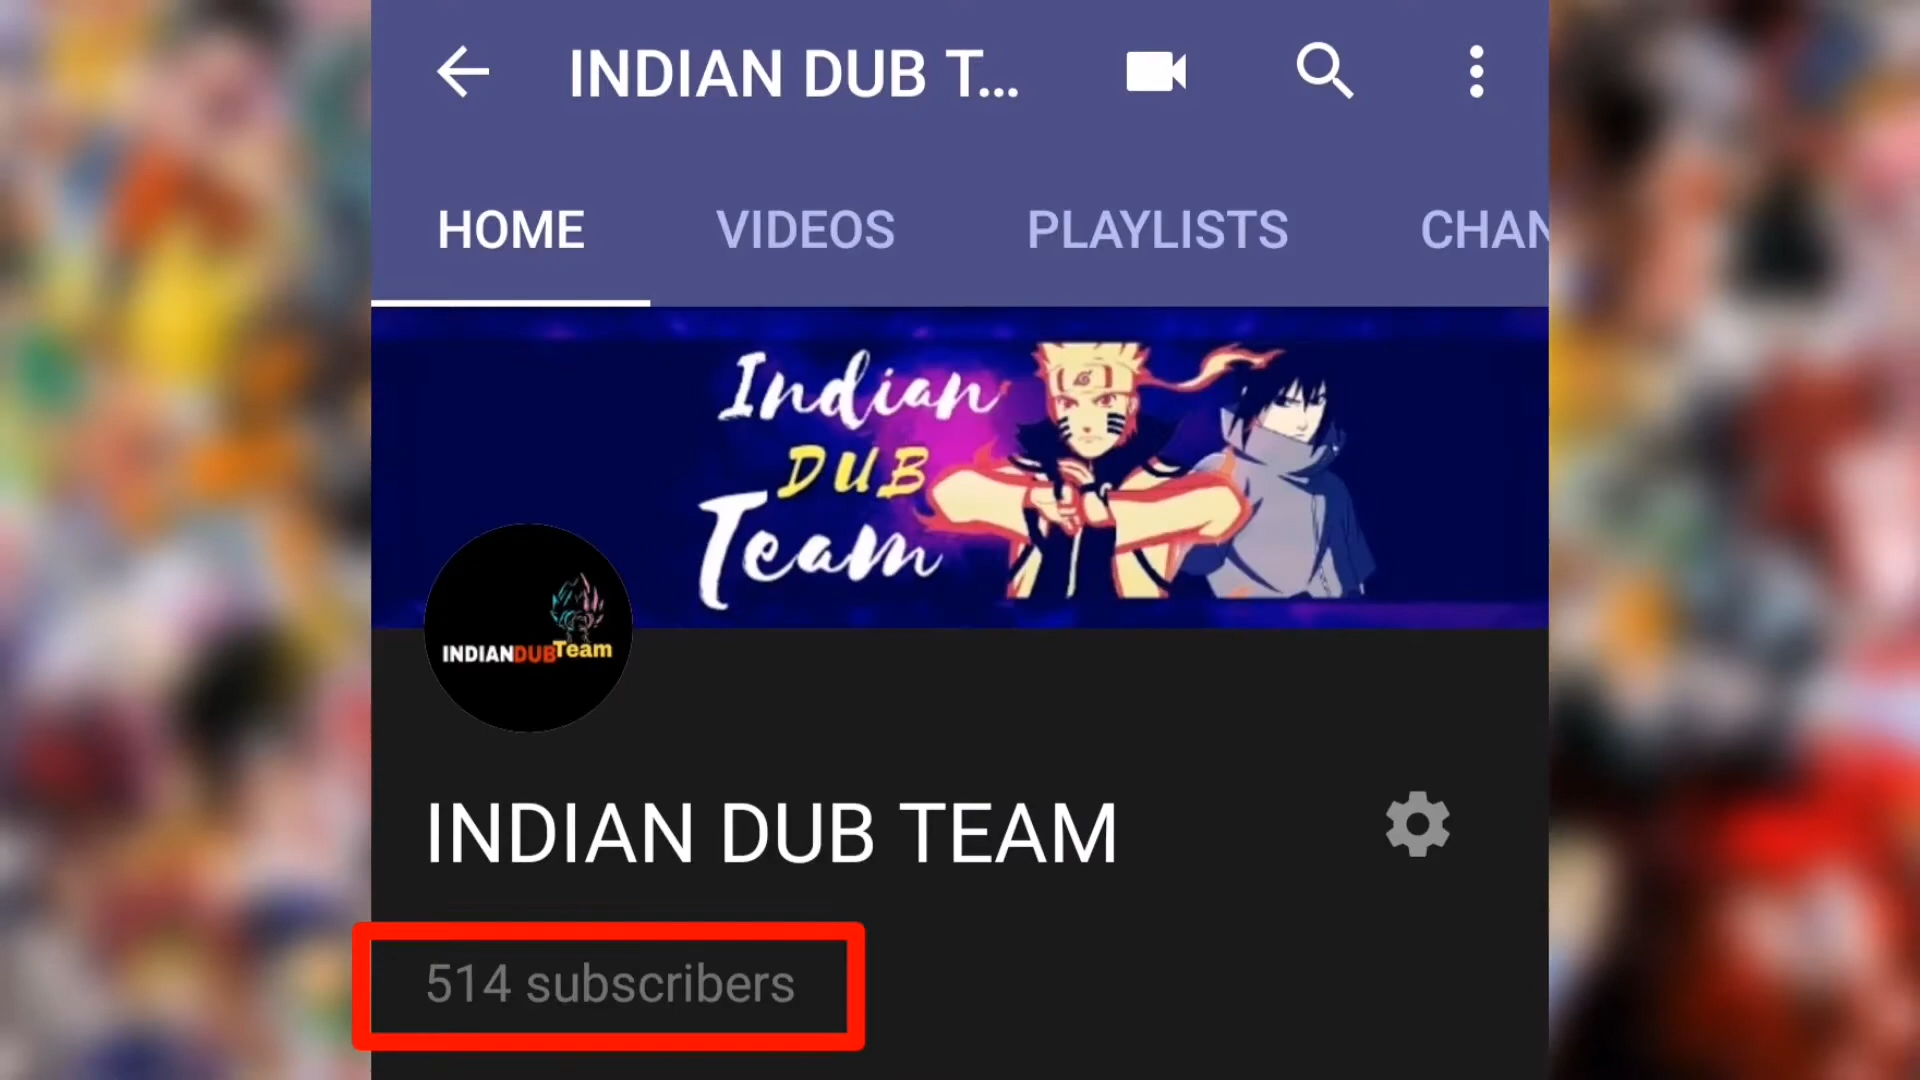 INDIAN DUB T...
HOME VIDEOS PLAYLISTS CHAN
Indian
DUB
Team
INDIANDUBTeam
INDIAN DUB TEAM
514 subscribers